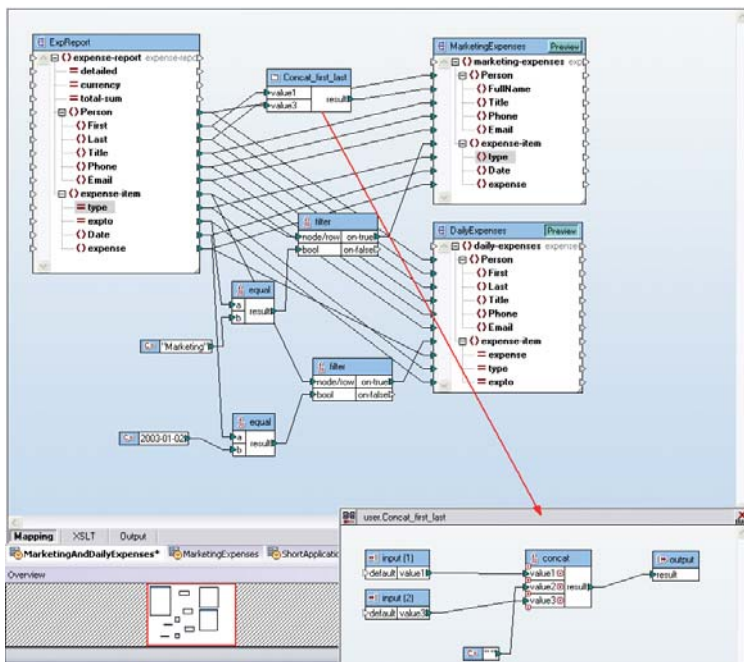 ExpReport
expense-report expense-repo
detailed
currency
total-sum
Person
First
Last
Title
Phone
Email
expense-item
type
expto
Date
expense
Concat_first_last
value1 result
value3
MarketingExpenses Preview
marketing-expenses
Person
FullName
Title
Phone
Email
expense-item
type
Date
expense
filter
node/row on-true
bool on-false
DailyExpenses Preview
daily-expenses expense
Person
First
Last
Title
Phone
Email
expense-item
expense
type
expto
equal
a result
b
"Marketing"
filter
node/row on-true
bool on-false
equal
a result
b
2003-01-02
Mapping XSLT Output
MarketingAndDailyExpenses* MarketingExpenses ShortApplication
Overview
user.Concat_first_last
input (1)
default value1
input (2)
default value3
concat
value1 result
value2
value3
output
result
" "